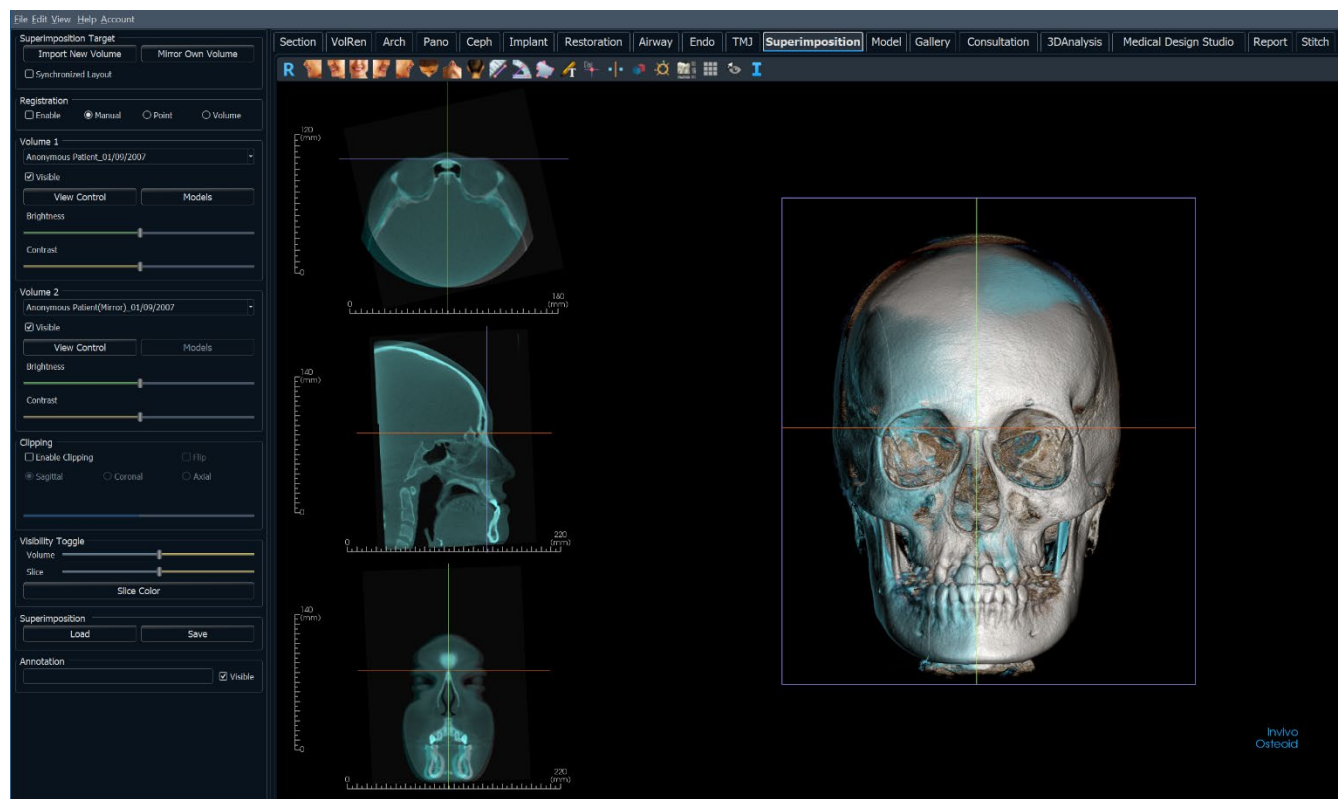 File Edit View Help Account
Superimposition Target
Import New Volume Mirror Own Volume
Synchronized Layout
Registration
Enable Manual Point Volume
Volume 1
Anonymous Patient_01/09/2007
Visible
View Control Models
Brightness
Contrast
Volume 2
Anonymous Patient(Mirror)_01/09/2007
Visible
View Control Models
Brightness
Contrast
Clipping
Enable Clipping Flip
Sagittal Coronal Axial
Visibility Toggle
Volume
Slice
Slice Color
Superimposition
Load Save
Annotation
Visible
Section VolRen Arch Pano Ceph Implant Restoration Airway Endo TMJ Superimposition Model Gallery Consultation 3DAnalysis Medical Design Studio Report Stitch
R T I
120
(mm)
0
0 180
(mm)
140
(mm)
0
0 220
(mm)
140
(mm)
0
0 220
(mm)
Invivo
Osteoid